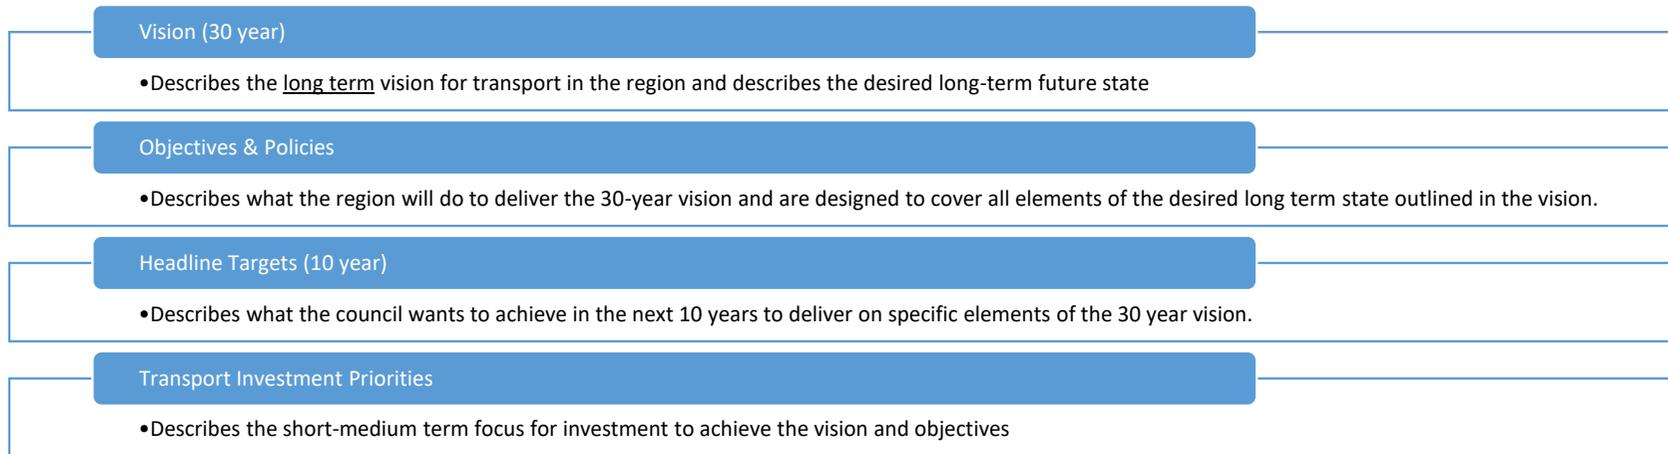 Vision (30 year)
•Describes the long term vision for transport in the region and describes the desired long-term future state
Objectives & Policies
•Describes what the region will do to deliver the 30-year vision and are designed to cover all elements of the desired long term state outlined in the vision.
Headline Targets (10 year)
•Describes what the council wants to achieve in the next 10 years to deliver on specific elements of the 30 year vision.
Transport Investment Priorities
•Describes the short-medium term focus for investment to achieve the vision and objectives